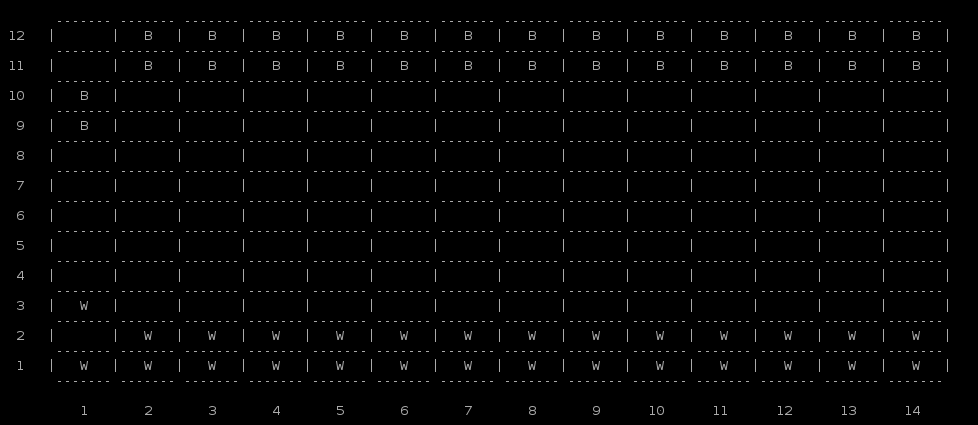 ------ ------ ------ ------ ------ ------ ------ ------ ------ ------ ------ ------ ------ ------
12 | | B | B | B | B | B | B | B | B | B | B | B | B | B |
 ------ ------ ------ ------ ------ ------ ------ ------ ------ ------ ------ ------ ------ ------
11 | | B | B | B | B | B | B | B | B | B | B | B | B | B |
 ------ ------ ------ ------ ------ ------ ------ ------ ------ ------ ------ ------ ------ ------
10 | B | | | | | | | | | | | | | |
 ------ ------ ------ ------ ------ ------ ------ ------ ------ ------ ------ ------ ------ ------
9 | B | | | | | | | | | | | | | |
 ------ ------ ------ ------ ------ ------ ------ ------ ------ ------ ------ ------ ------ ------
8 | | | | | | | | | | | | | | |
 ------ ------ ------ ------ ------ ------ ------ ------ ------ ------ ------ ------ ------ ------
7 | | | | | | | | | | | | | | |
 ------ ------ ------ ------ ------ ------ ------ ------ ------ ------ ------ ------ ------ ------
6 | | | | | | | | | | | | | | |
 ------ ------ ------ ------ ------ ------ ------ ------ ------ ------ ------ ------ ------ ------
5 | | | | | | | | | | | | | | |
 ------ ------ ------ ------ ------ ------ ------ ------ ------ ------ ------ ------ ------ ------
4 | | | | | | | | | | | | | | |
 ------ ------ ------ ------ ------ ------ ------ ------ ------ ------ ------ ------ ------ ------
3 | W | | | | | | | | | | | | | |
 ------ ------ ------ ------ ------ ------ ------ ------ ------ ------ ------ ------ ------ ------
2 | | W | W | W | W | W | W | W | W | W | W | W | W | W |
 ------ ------ ------ ------ ------ ------ ------ ------ ------ ------ ------ ------ ------ ------
1 | W | W | W | W | W | W | W | W | W | W | W | W | W | W |
 ------ ------ ------ ------ ------ ------ ------ ------ ------ ------ ------ ------ ------ ------
1 2 3 4 5 6 7 8 9 10 11 12 13 14